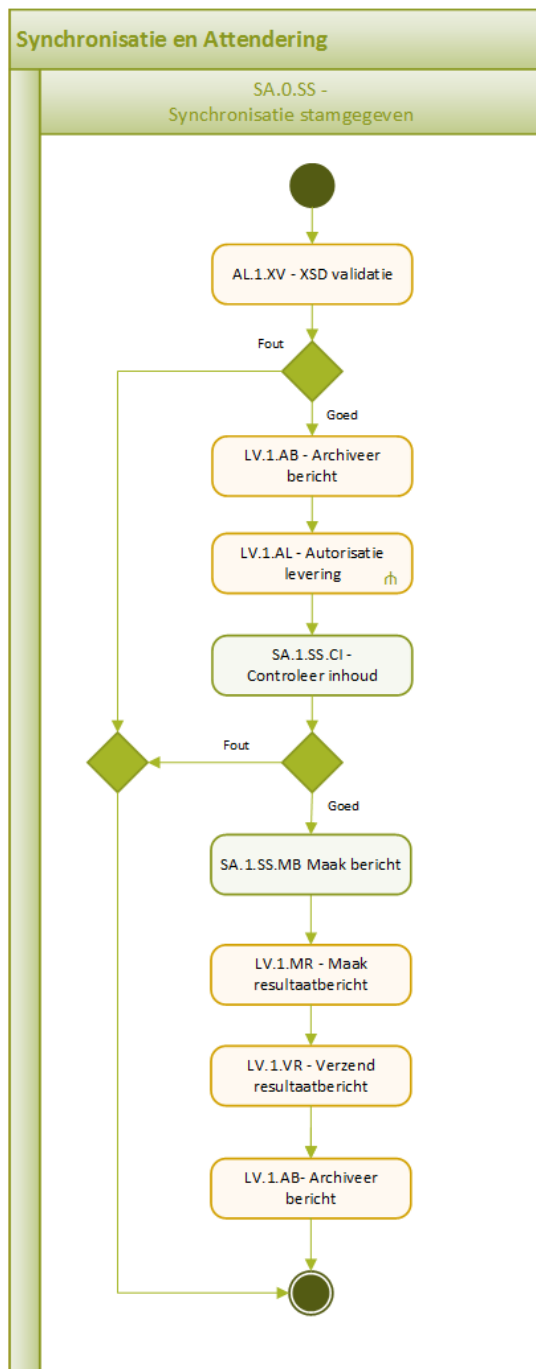 Synchronisatie en Attendering
SA.0.SS -
Synchronisatie stamgegeven
AL.1.XV - XSD validatie
Fout
Goed
LV.1.AB - Archiveer
bericht
LV.1.AL - Autorisatie
levering
SA.1.SS.CI -
Controleer inhoud
Fout
Goed
SA.1.SS.MB Maak bericht
LV.1.MR - Maak
resultaatbericht
LV.1.VR - Verzend
resultaatbericht
LV.1.AB- Archiveer
bericht